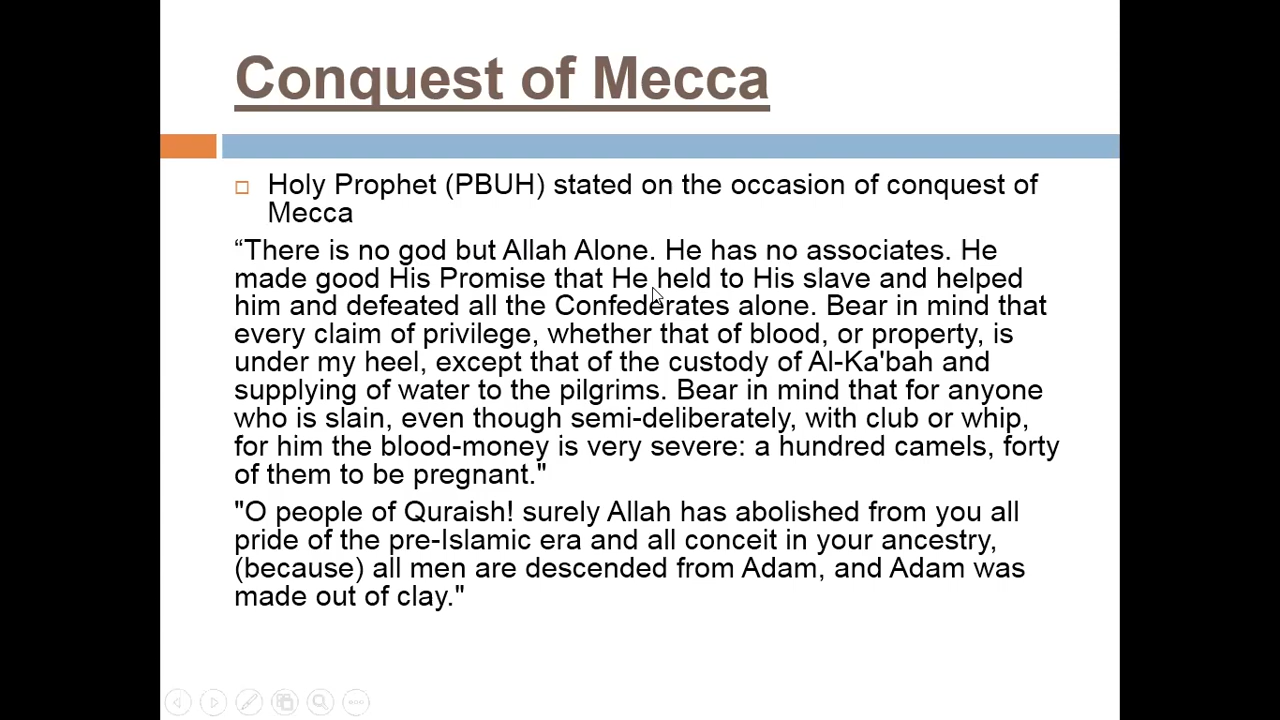 Conquest of Mecca
Holy Prophet (PBUH) stated on the occasion of conquest of
Mecca
“There is no god but Allah Alone. He has no associates. He
made good His Promise that He held to His slave and helped
him and defeated all the Confederates alone. Bear in mind that
every claim of privilege, whether that of blood, or property, is
under my heel, except that of the custody of Al-Ka'bah and
supplying of water to the pilgrims. Bear in mind that for anyone
who is slain, even though semi-deliberately, with club or whip,
for him the blood-money is very severe: a hundred camels, forty
of them to be pregnant."
"O people of Quraish! surely Allah has abolished from you all
pride of the pre-Islamic era and all conceit in your ancestry,
(because) all men are descended from Adam, and Adam was
made out of clay."